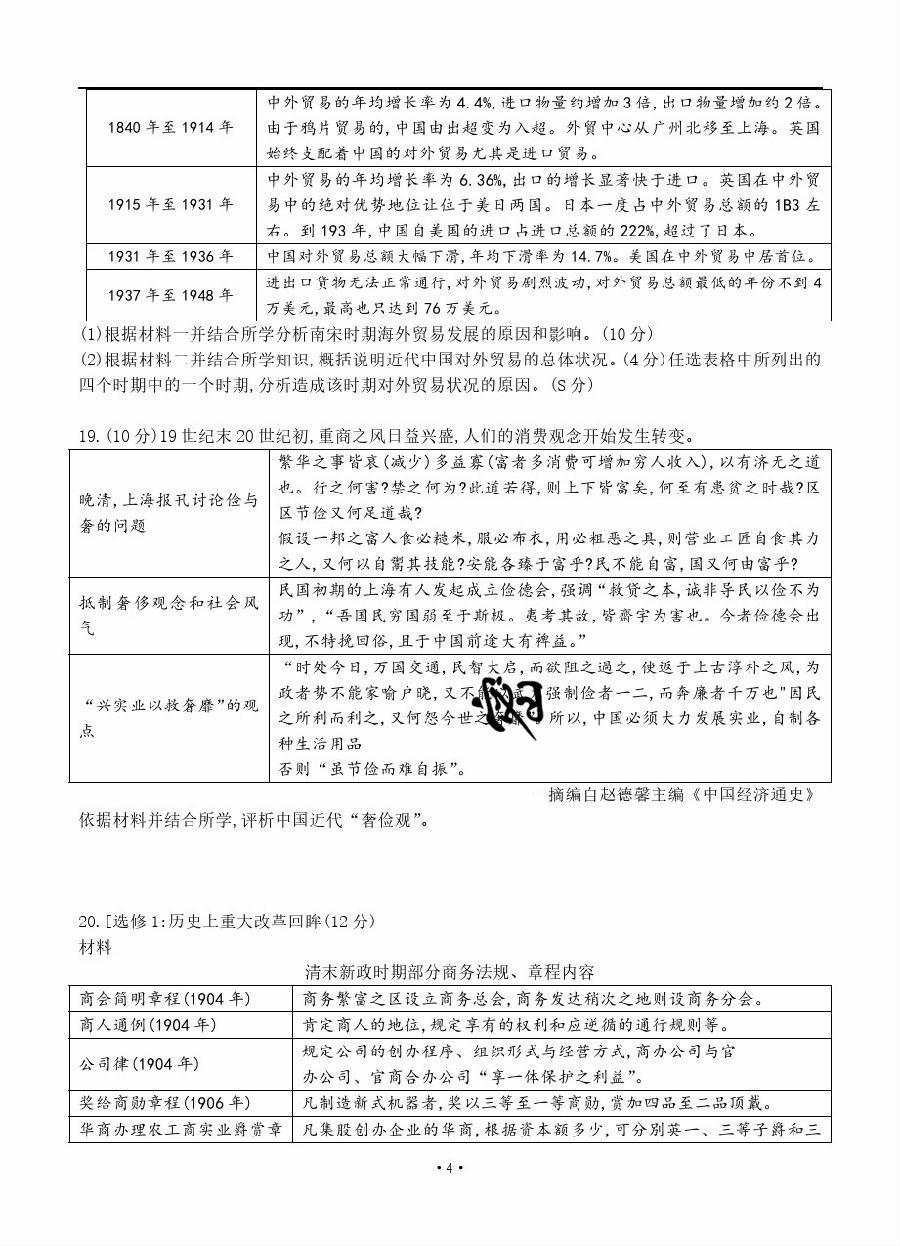 1840 年至 1914 年
中外贸易的年均增长率为 4.4%,进口物量约增加 3 倍,出口物量增加约 2 倍。
由于鸦片贸易的,中国由出超变为入超。外贸中心从广州北移至上海。英国
始终支配着中国的对外贸易尤其是进口贸易。
1915 年至 1931 年
中外贸易的年均增长率为 6.36%,出口的增长显著快于进口。英国在中外贸
易中的绝对优势地位让位于美日两国。日本一度占中外贸易总额的 1B3 左
右。到 193 年,中国自美国的进口占进口总额的 222%,超过了日本。
1931 年至 1936 年
中国对外贸易总额大幅下滑,年均下滑率为 14.7%。美国在中外贸易中居首位。
1937 年至 1948 年
进出口货物无法正常通行,对外贸易剧烈波动,对外贸易总额最低的年份不到 4
万美元,最高也只达到 76 万美元。
(1)根据材料一并结合所学分析南宋时期海外贸易发展的原因和影响。(10 分)
(2)根据材料二并结合所学知识,概括说明近代中国对外贸易的总体状况。(4 分)任选表格中所列出的
四个时期中的一个时期,分析造成该时期对外贸易状况的原因。(S 分)
19.(10 分)19 世纪末 20 世纪初,重商之风日益兴盛,人们的消费观念开始发生转变。
晚清,上海报刊讨论俭与
奢的问题
繁华之事皆哀(减少)多益寡(富者多消费可增加穷人收入),以有济无之道
也。行之何害?禁之何为?此道若得,则上下皆富矣,何至有患贫之时哉?区
区节俭又何足道哉?
假设一邦之富人食必糙米,服必布衣,用必粗恶之具,则营业工匠自食其力
之人,又何以自鬻其技能?安能各臻于富乎?民不能自富,国又何由富乎?
抵制奢侈观念和社会风
气
民国初期的上海有人发起成立俭德会,强调“救贷之本,诚非导民以俭不为
功”,“吾国民穷国弱至于斯极。夷考其故,皆奢字为害也。今者俭德会出
现,不特挽回俗,且于中国前途大有裨益。”
“兴实业以救奢靡”的观
点
“时处今日,万国交通,民智大启,而欲阻之遏之,使返于上古淳朴之风,为
政者势不能家喻户晓,又不能强制俭者一二,而奔廉者千万也"因民
之所利而利之,又何怨今世之靡”。所以,中国必须大力发展实业,自制各
种生活用品
否则“虽节俭而难自振”。
摘编自赵德馨主编《中国经济通史》
依据材料并结合所学,评析中国近代“奢俭观”。
20.[选修 1:历史上重大改革回眸(12 分)
材料
清末新政时期部分商务法规、章程内容
商会简明章程(1904 年)
商务繁富之区设立商务总会,商务发达稍次之地则设商务分会。
商人通例(1904 年)
肯定商人的地位,规定享有的权利和应逆循的通行规则等。
公司律(1904 年)
规定公司的创办程序、组织形式与经营方式,商办公司与官
办公司、官商合办公司“享一体保护之利益”。
奖给商勋章程(1906 年)
凡制造新式机器者,奖以三等至一等商勋,赏加四品至二品顶戴。
华商办理农工商实业爵赏章
凡集股创办企业的华商,根据资本额多少,可分别英一、三等子爵和三
·4·